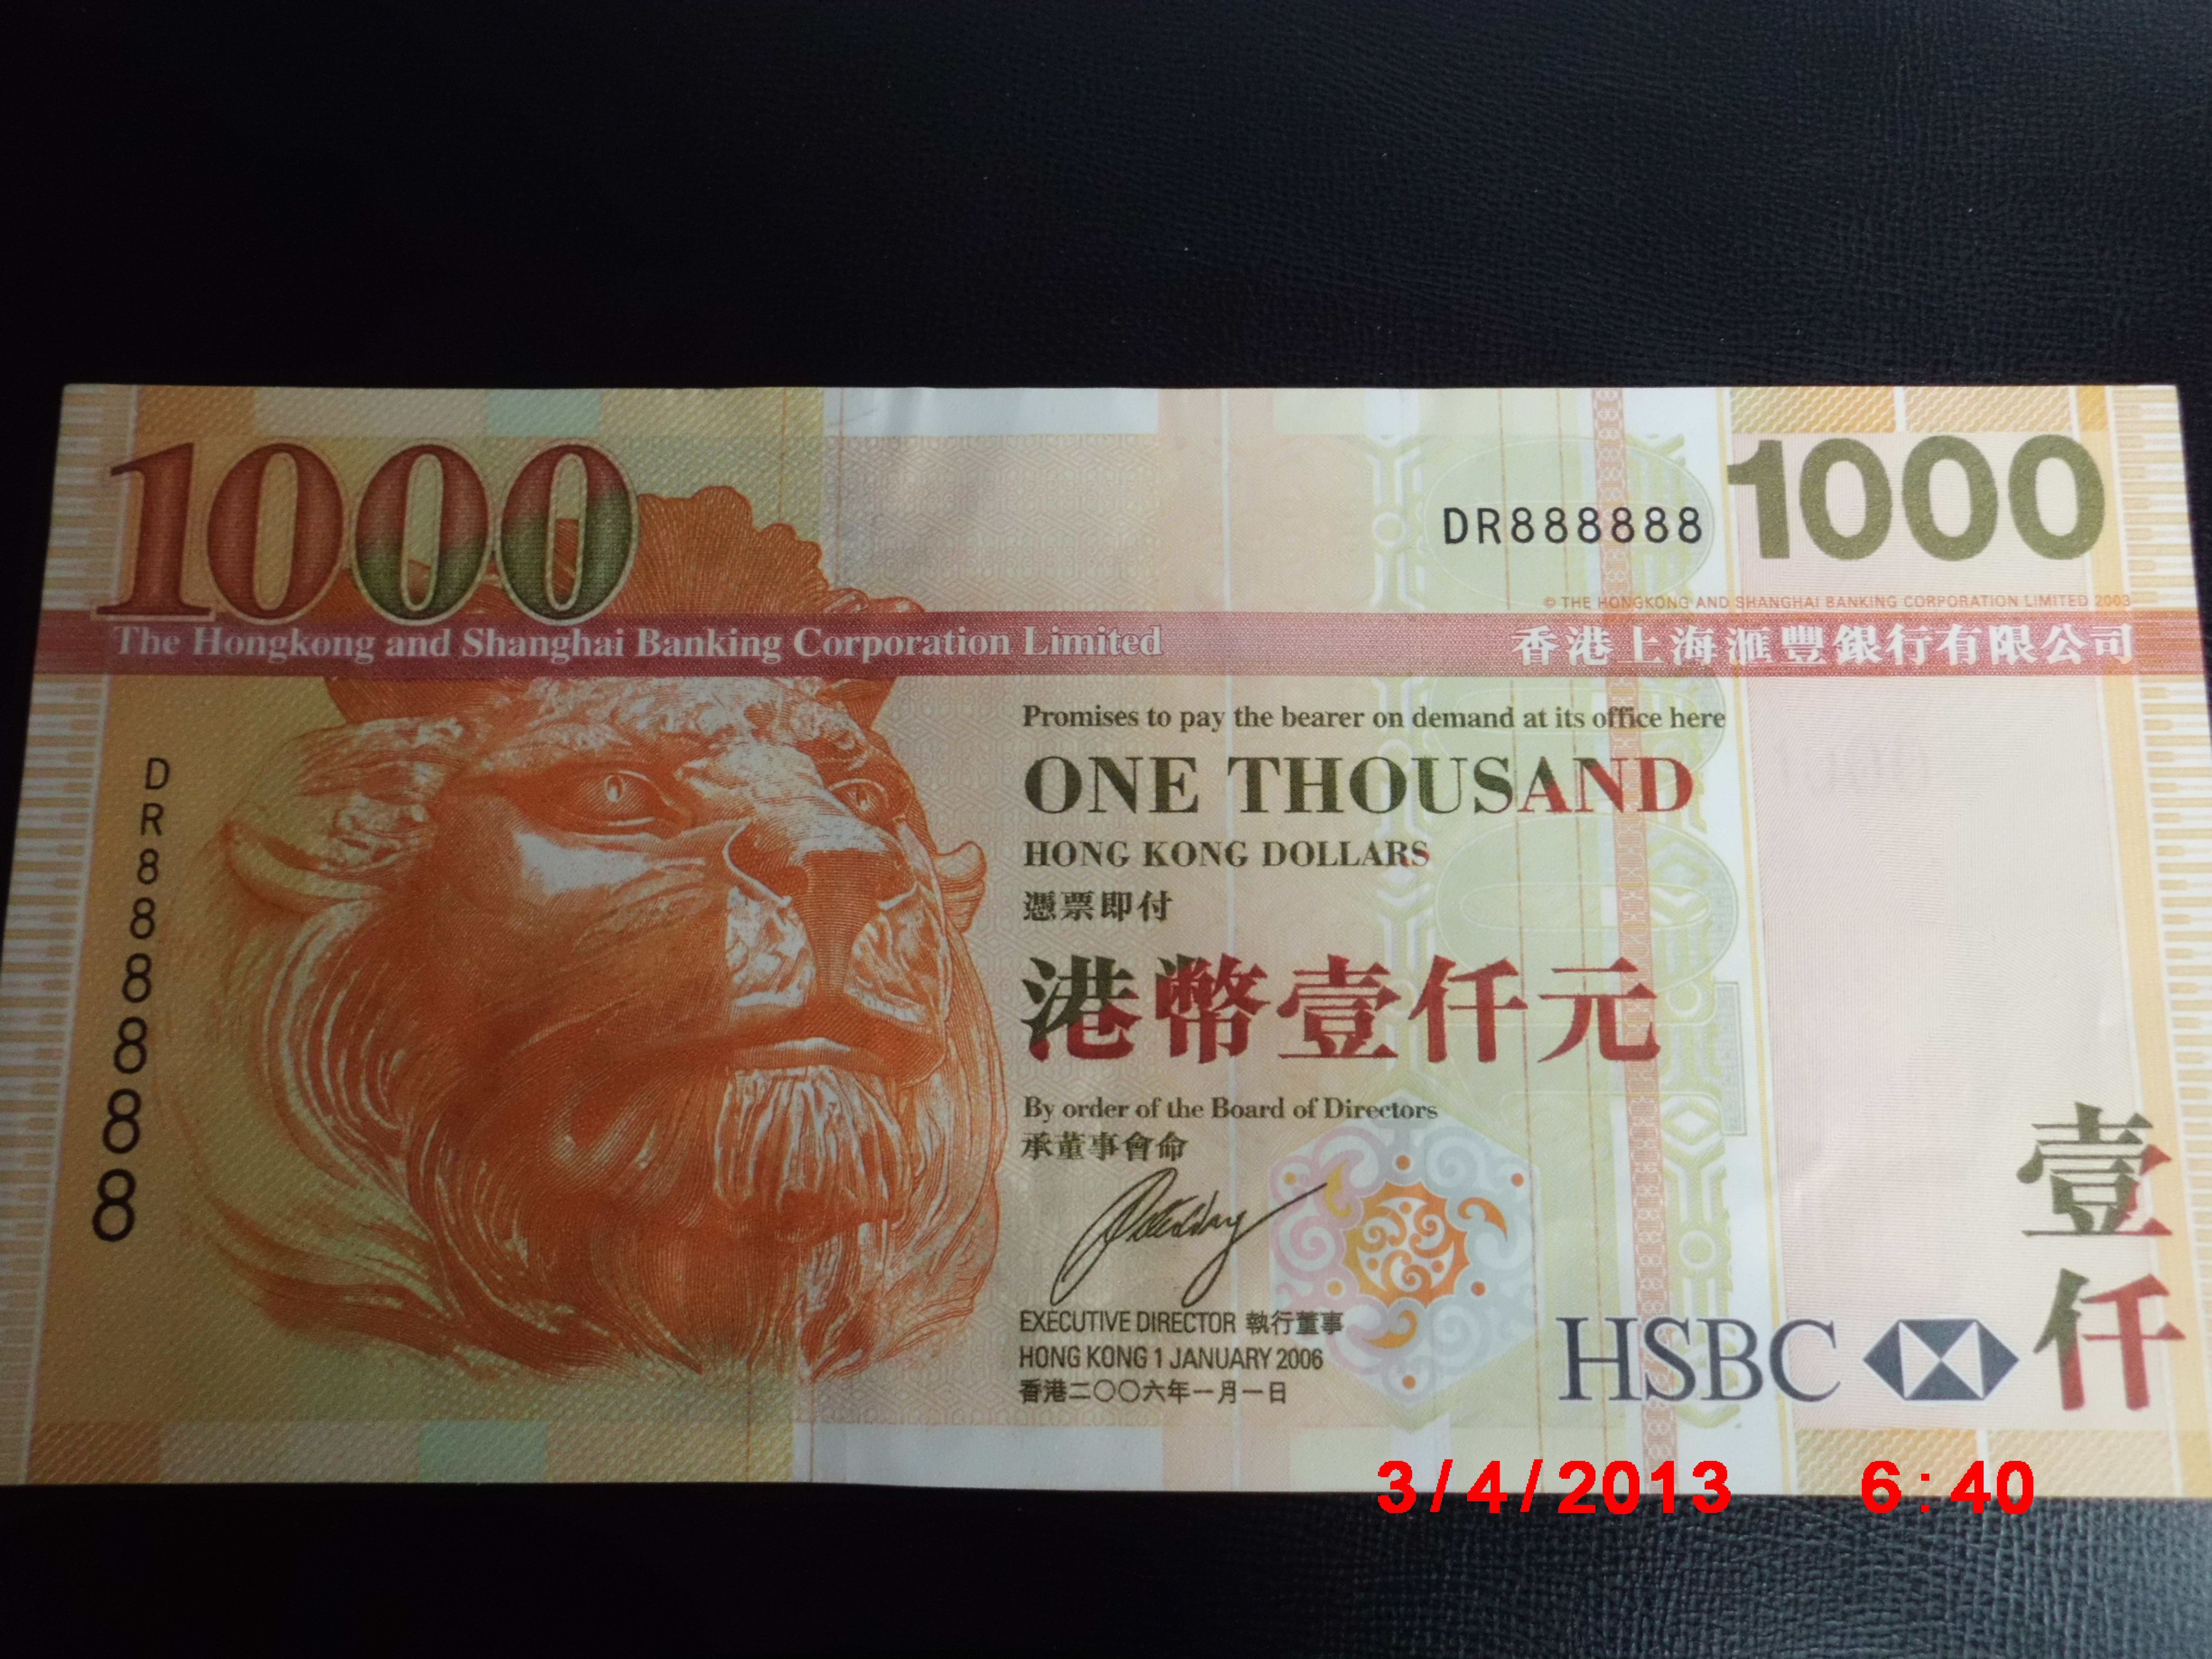 1000
DR888888
1000
© THE HONGKONG AND SHANGHAI BANKING CORPORATION LIMITED 2003
The Hongkong and Shanghai Banking Corporation Limited
香港上海滙豐銀行有限公司
Promises to pay the bearer on demand at its office here
ONE THOUSAND
HONG KONG DOLLARS
憑票即付
港幣壹仟元
By order of the Board of Directors
承董事會命
EXECUTIVE DIRECTOR 執行董事
HONG KONG 1 JANUARY 2006
香港二〇〇六年一月一日
DR888888
HSBC
壹仟
3/4/2013 6:40